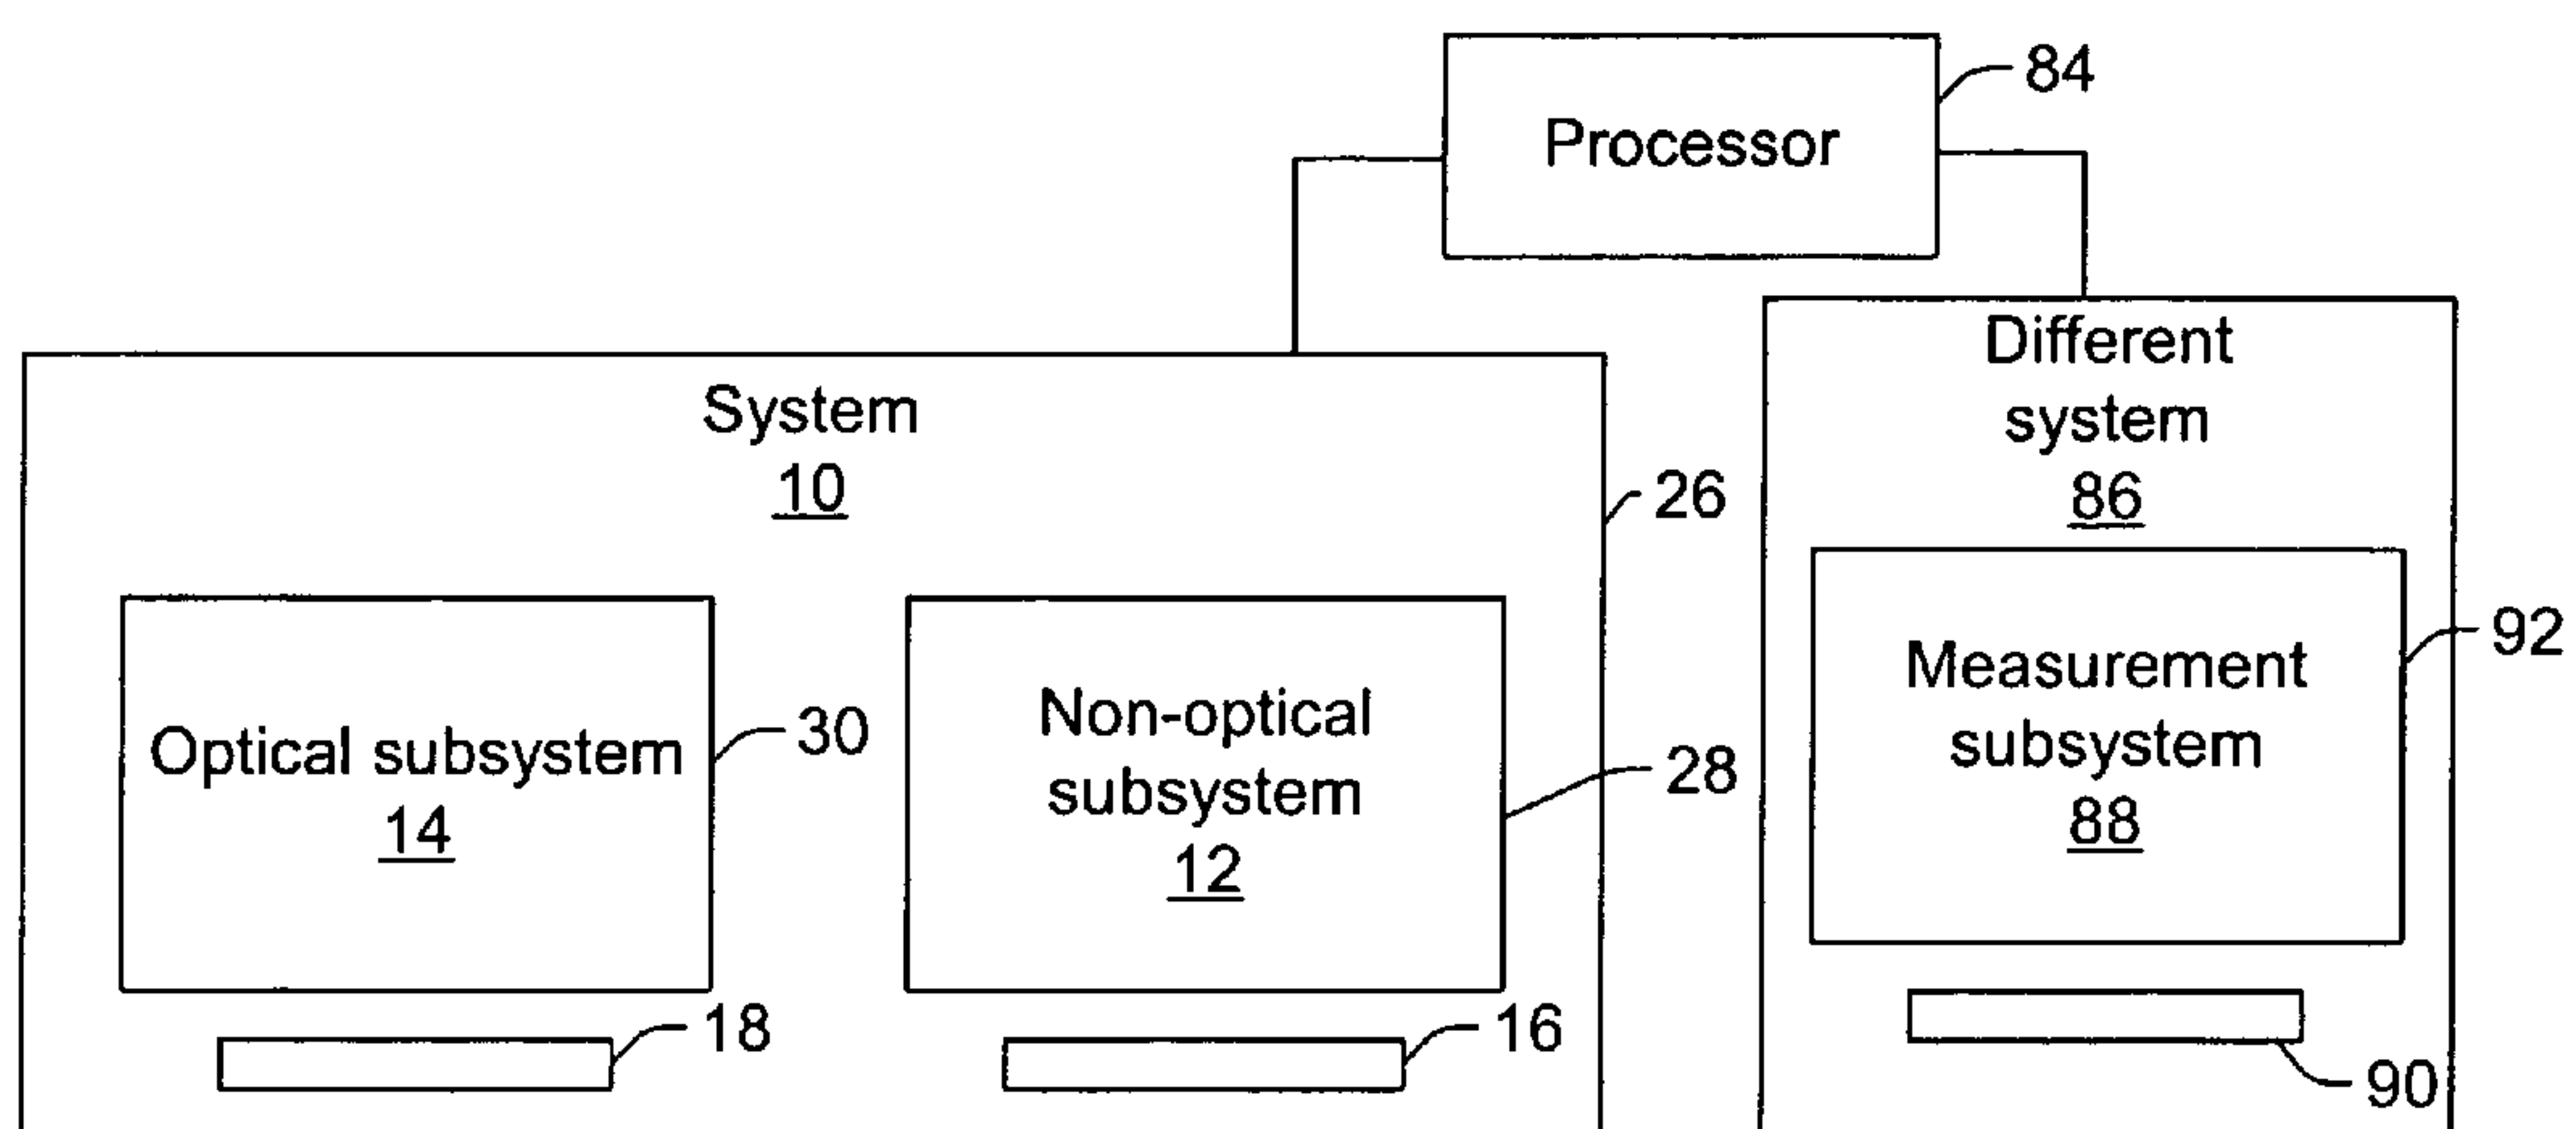 84
Processor
Different
system
86
System
10
26
Measurement
subsystem
88
92
Optical subsystem
14
30
Non-optical
subsystem
12
28
18
16
90